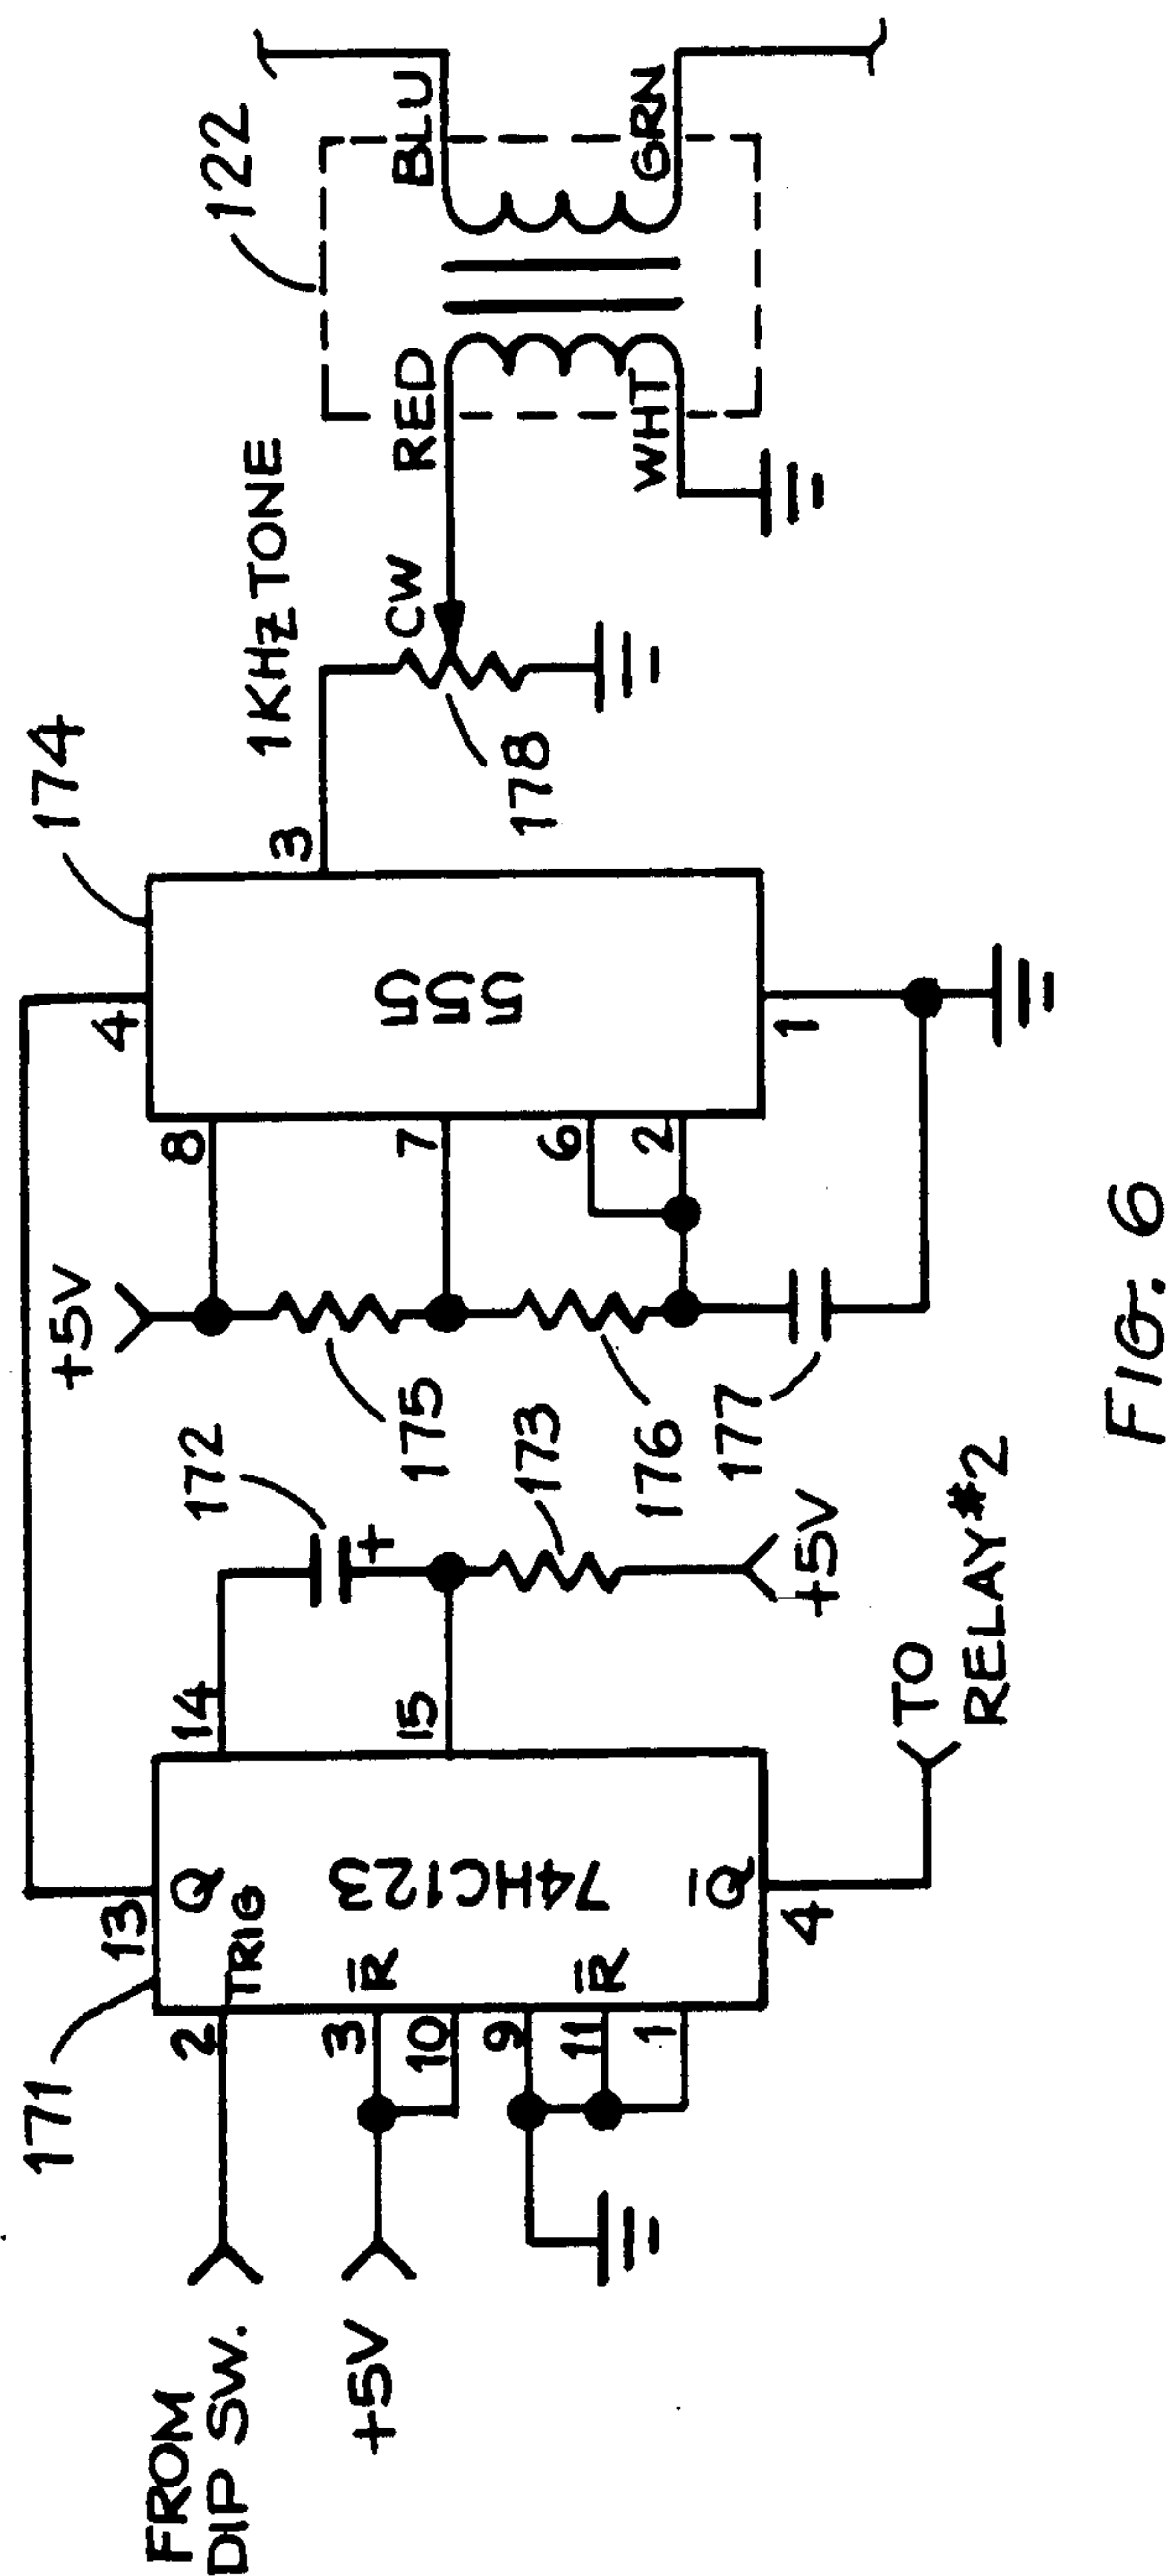 FROM
DIP SW.
+5V
171
2
TRIG
3
R̅
10
9
11
R̅
1
13
Q
74HC123
Q̅
4
TO
RELAY #2
14
15
172
+
173
+5V
+5V
175
176
177
8
7
6
2
4
174
555
1
3
1KHZ TONE
CW
178
RED
WHT
122
BLU
GRN
FIG. 6